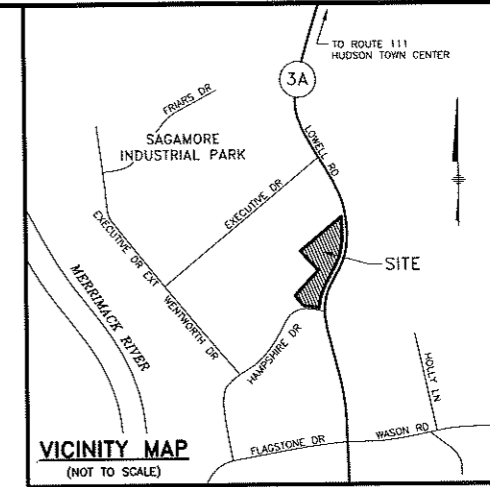 TO ROUTE 111
HUDSON TOWN CENTER
3A
FRIARS DR
SAGAMORE
INDUSTRIAL PARK
LOWELL RD
EXECUTIVE DR
EXECUTIVE DR EXT
WENTWORTH DR
SITE
MERRIMACK RIVER
HAMPSHIRE DR
HOLLY LN
FLAGSTONE DR
WASON RD
VICINITY MAP
(NOT TO SCALE)